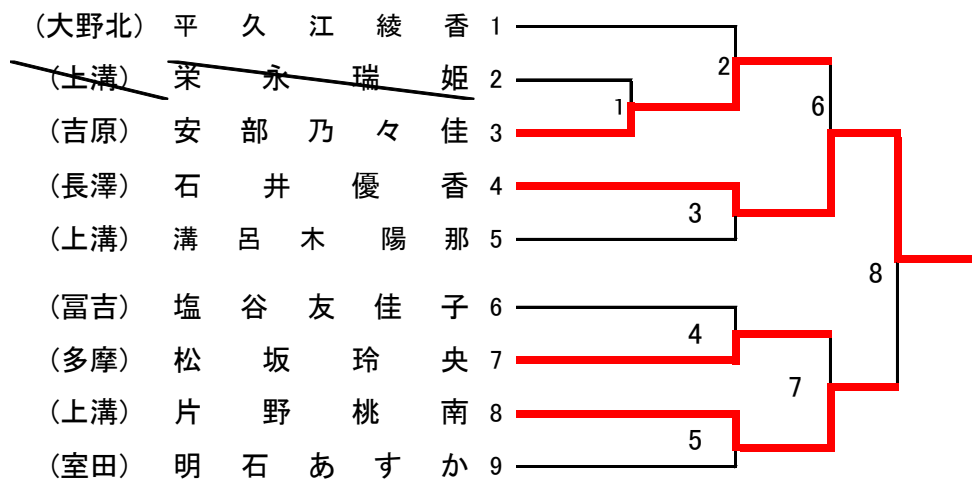 (大野北) 平久江綾香 1
(上溝) 栄永瑞姫 2
(吉原) 安部乃々佳 3
(長澤) 石井優香 4
(上溝) 溝呂木陽那 5
(冨吉) 塩谷友佳子 6
(多摩) 松坂玲央 7
(上溝) 片野桃南 8
(室田) 明石あすか 9
2
1
6
3
8
4
7
5